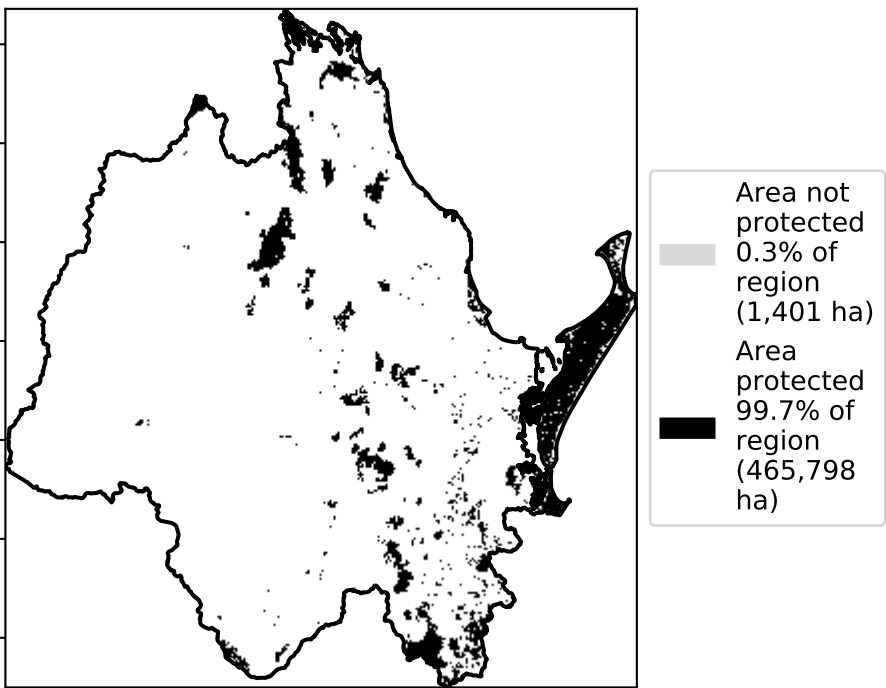 Area not
protected
0.3% of
region
(1,401 ha)
Area
protected
99.7% of
region
(465,798
ha)